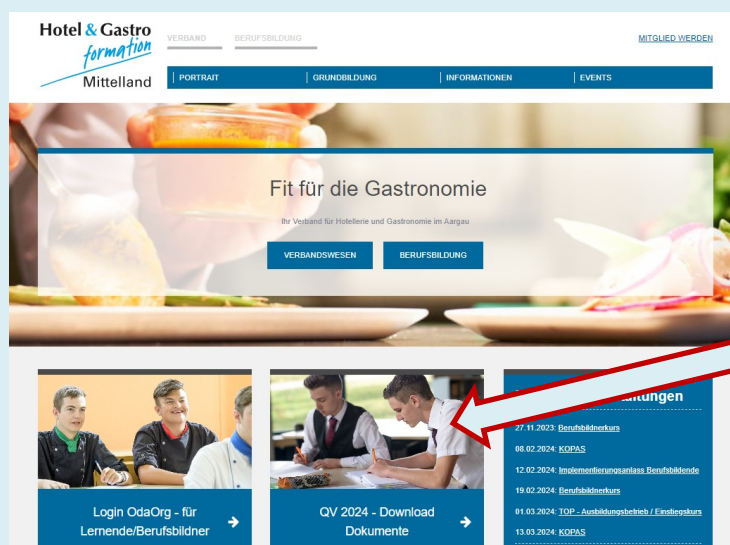 Hotel & Gastro
formation
Mittelland
VERBAND BERUFSBILDUNG
MITGLIED WERDEN
PORTRAIT GRUNDBILDUNG INFORMATIONEN EVENTS
Fit für die Gastronomie
Ihr Verband für Hotellerie und Gastronomie im Aargau
VERBANDSWESEN BERUFSBILDUNG
Login OdaOrg - für
Lernende/Berufsbildner
QV 2024 - Download
Dokumente
27.11.2023: Berufsbildnerkurs
08.02.2024: KOPAS
12.02.2024: Implementierungsanlass Berufsbildende
19.02.2024: Berufsbildnerkurs
01.03.2024: TOP - Ausbildungsbetrieb / Einstiegskurs
13.03.2024: KOPAS